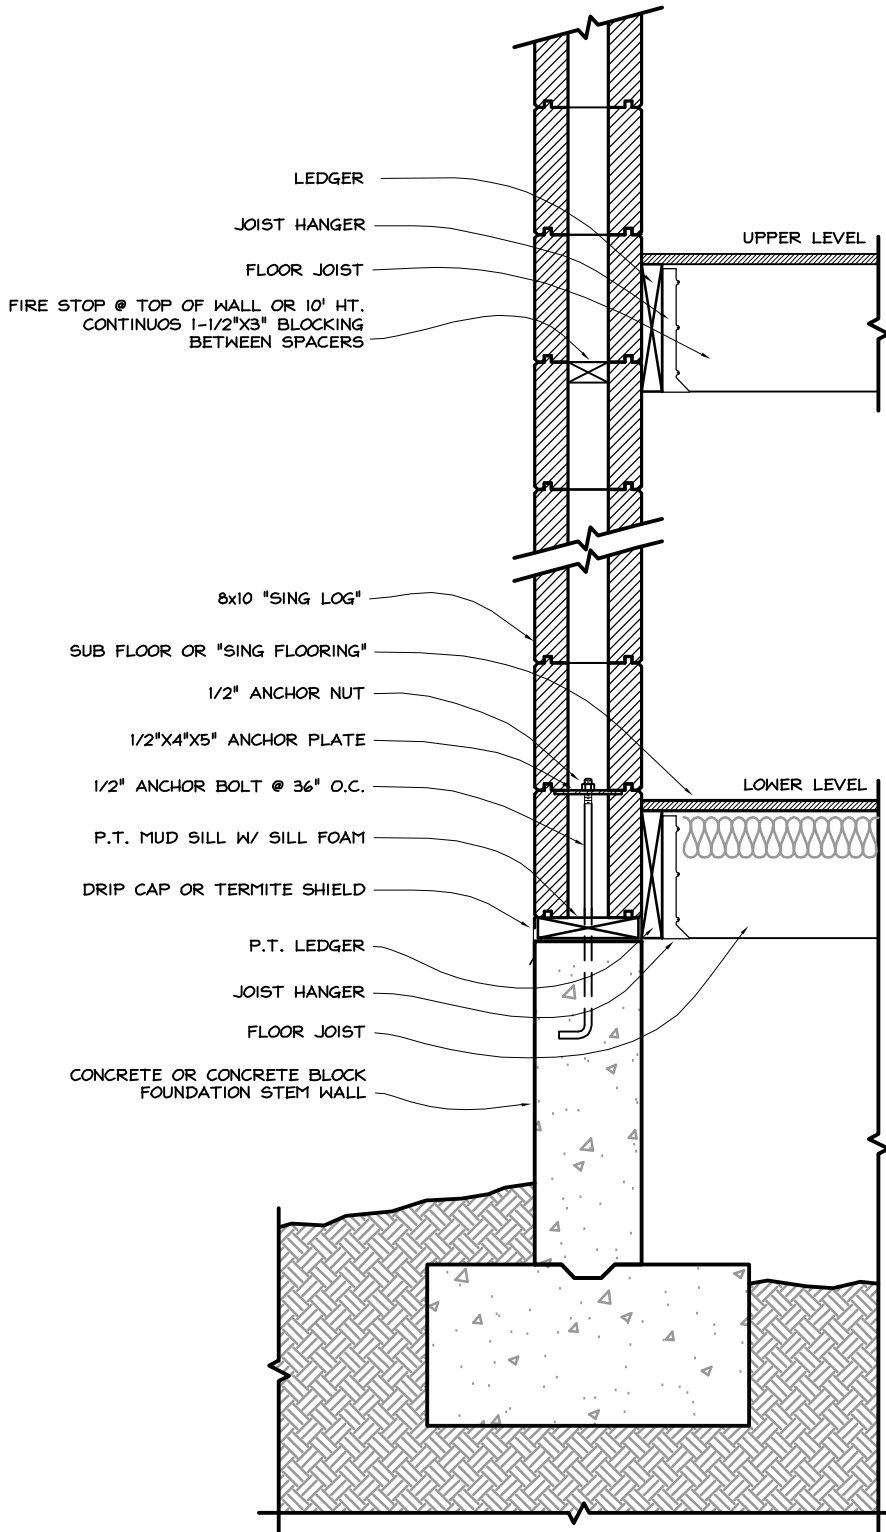 LEDGER
JOIST HANGER
UPPER LEVEL
FLOOR JOIST
FIRE STOP @ TOP OF WALL OR 10' HT.
CONTINUOS 1-1/2"X3" BLOCKING
BETWEEN SPACERS
8x10 "SING LOG"
SUB FLOOR OR "SING FLOORING"
1/2" ANCHOR NUT
1/2"X4"X5" ANCHOR PLATE
1/2" ANCHOR BOLT @ 36" O.C.
LOWER LEVEL
P.T. MUD SILL W/ SILL FOAM
DRIP CAP OR TERMITE SHIELD
P.T. LEDGER
JOIST HANGER
FLOOR JOIST
CONCRETE OR CONCRETE BLOCK
FOUNDATION STEM WALL